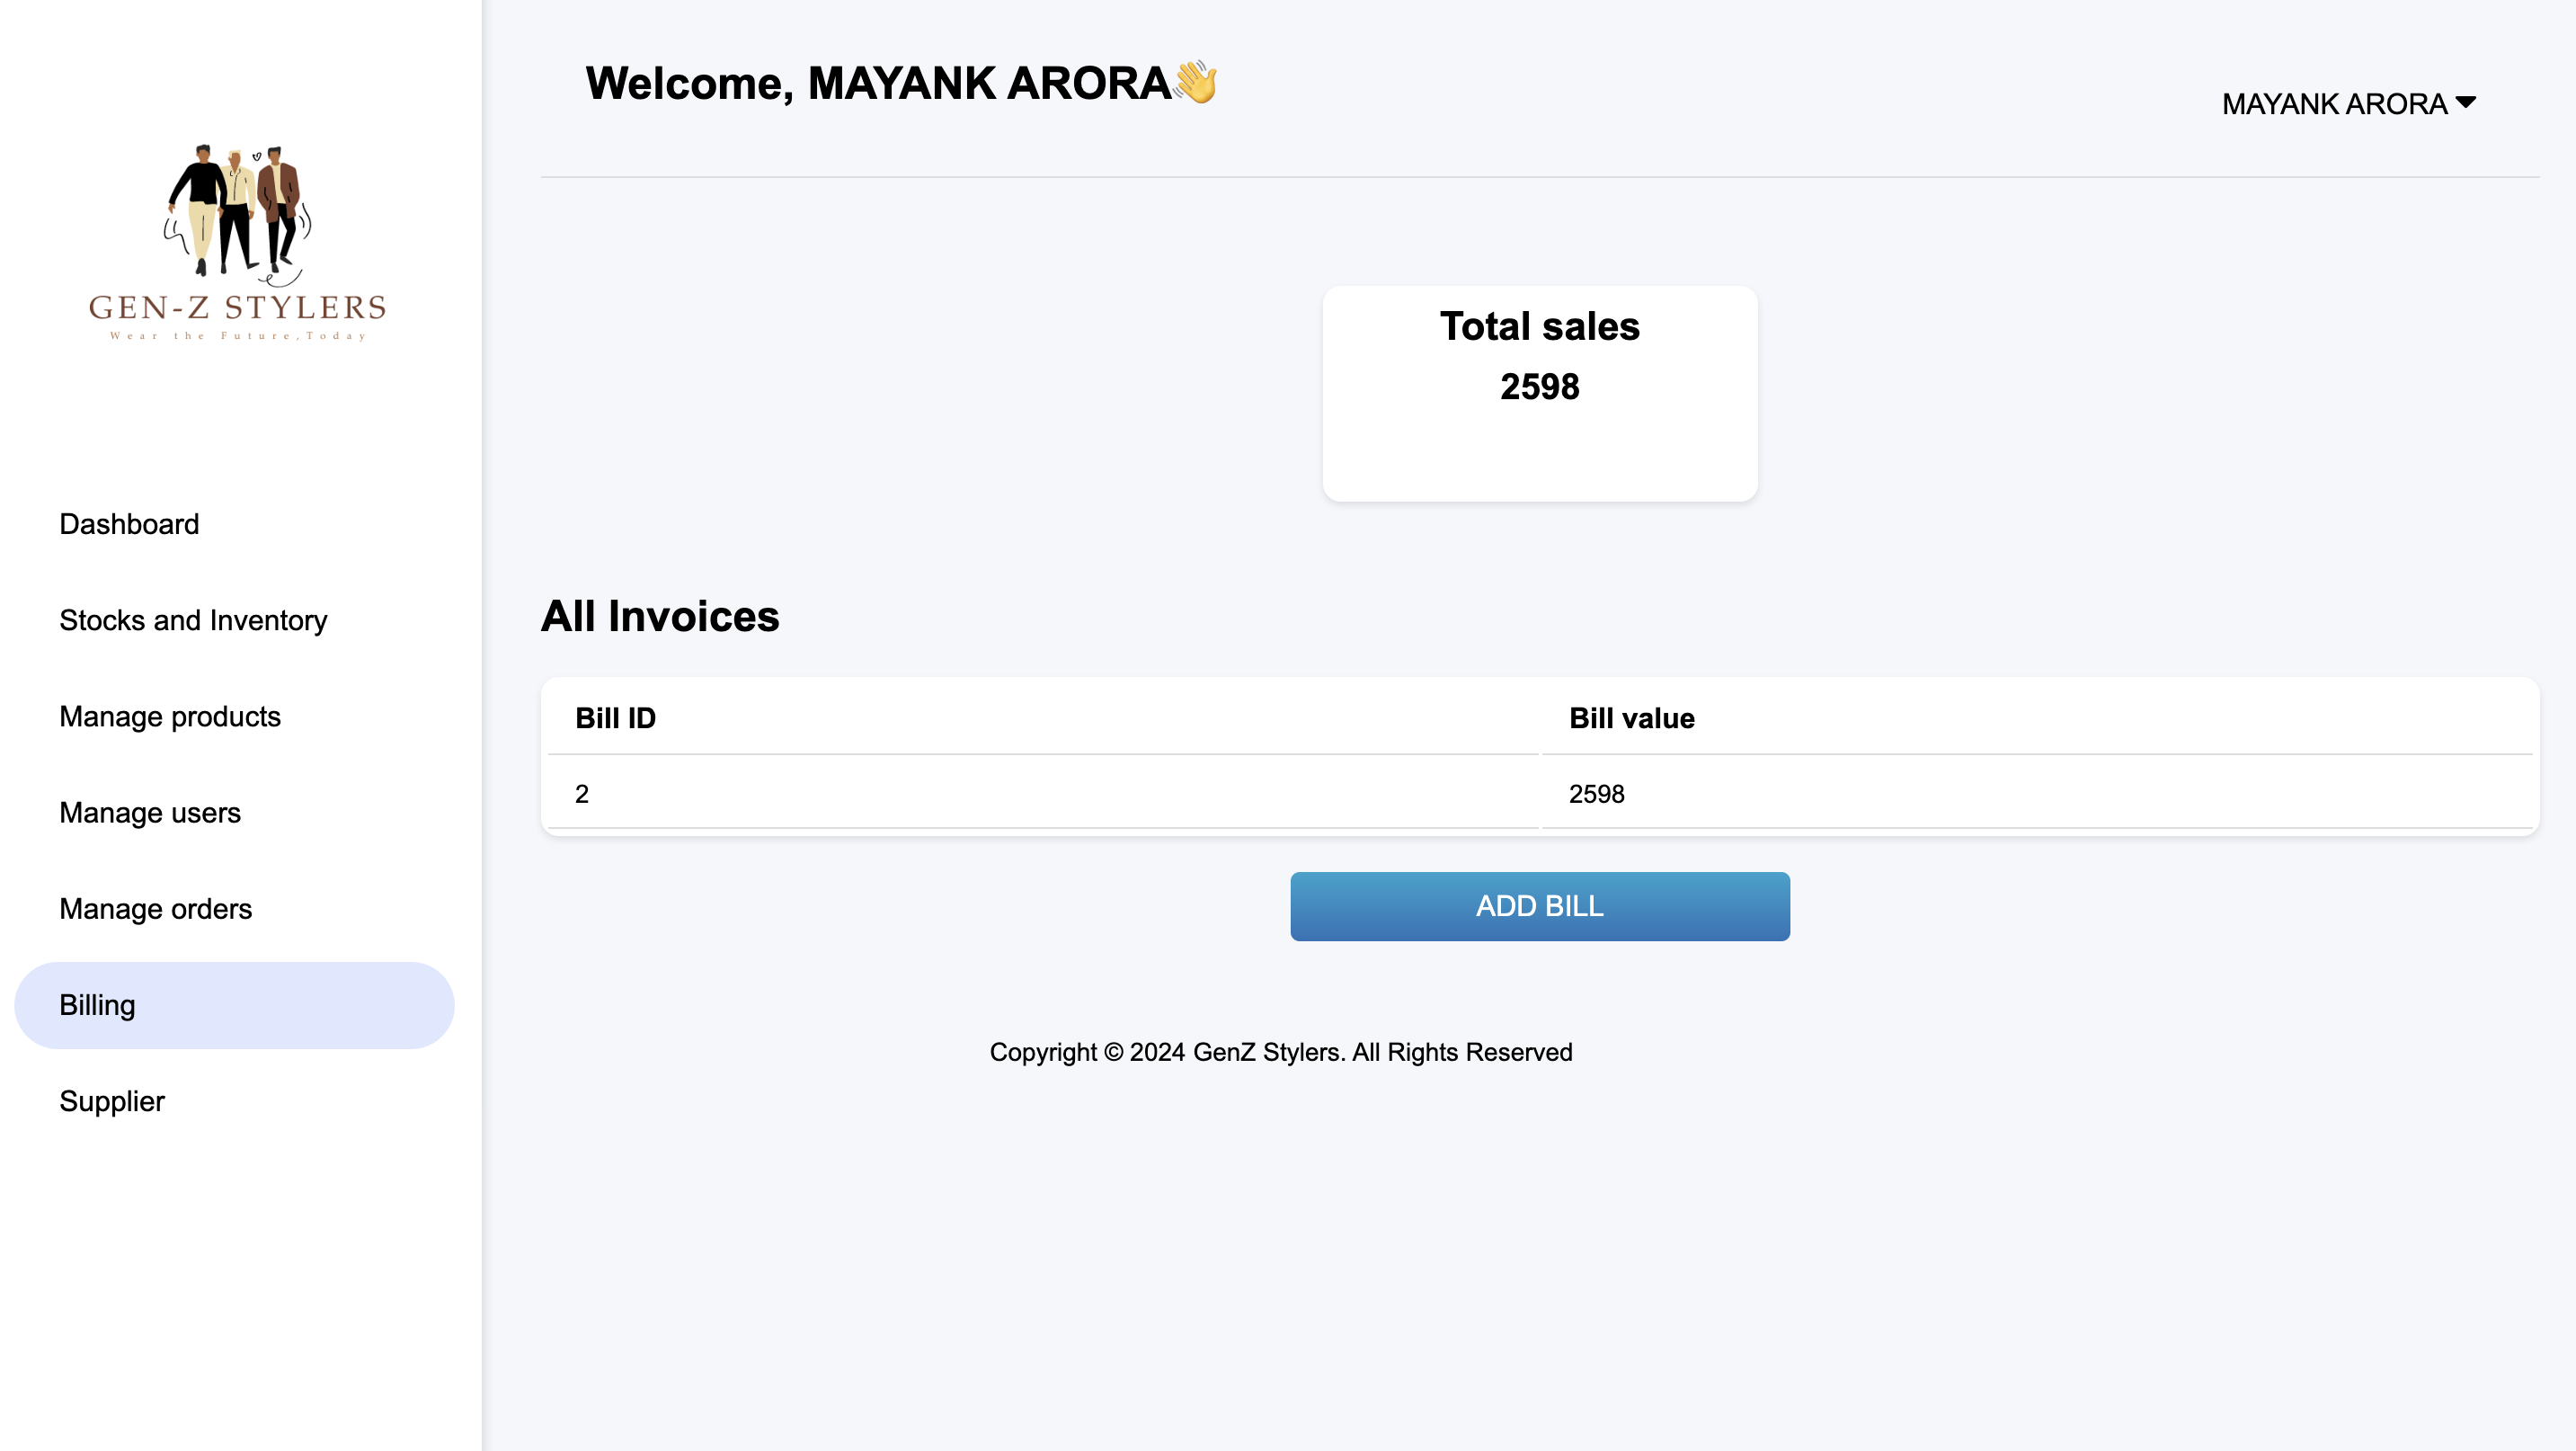 GEN-Z STYLERS
Wear the Future, Today
Dashboard
Stocks and Inventory
Manage products
Manage users
Manage orders
Billing
Supplier
Welcome, MAYANK ARORA👋
MAYANK ARORA
Total sales
2598
All Invoices
Bill ID Bill value
2 2598
ADD BILL
Copyright © 2024 GenZ Stylers. All Rights Reserved